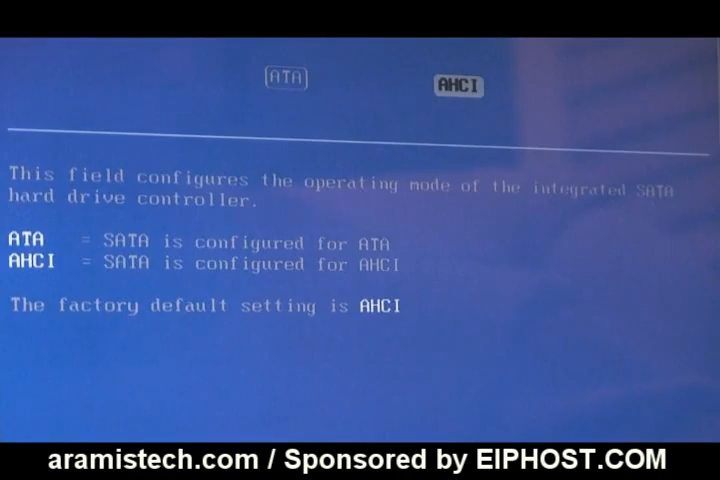 ATA AHCI
This field configures the operating mode of the integrated SATA
hard drive controller.
ATA = SATA is configured for ATA
AHCI = SATA is configured for AHCI
The factory default setting is AHCI
aramistech.com / Sponsored by EIPHOST.COM